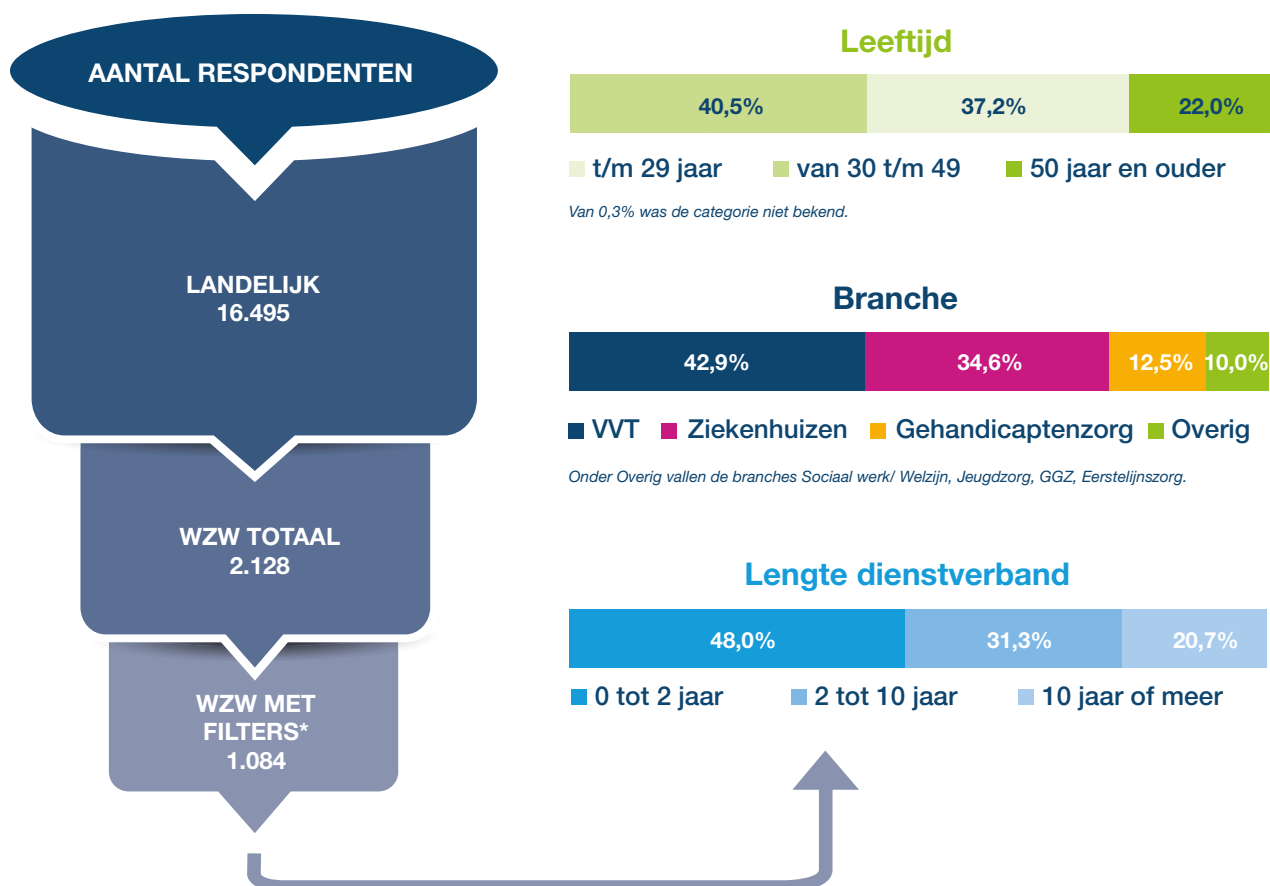 AANTAL RESPONDENTEN
LANDELIJK
16.495
WZW TOTAAL
2.128
WZW MET
FILTERS*
1.084
Leeftijd
40,5% 37,2% 22,0%
t/m 29 jaar van 30 t/m 49 50 jaar en ouder
Van 0,3% was de categorie niet bekend.
Branche
42,9% 34,6% 12,5% 10,0%
VVT Ziekenhuizen Gehandicaptenzorg Overig
Onder Overig vallen de branches Sociaal werk/ Welzijn, Jeugdzorg, GGZ, Eerstelijnszorg.
Lengte dienstverband
48,0% 31,3% 20,7%
0 tot 2 jaar 2 tot 10 jaar 10 jaar of meer